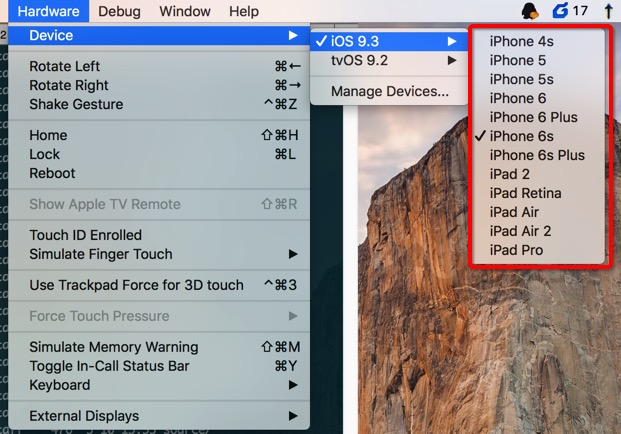 Hardware Debug Window Help 17
Device
Rotate Left ⌘←
Rotate Right ⌘→
Shake Gesture ^⌘Z
Home ⇧⌘H
Lock ⌘L
Reboot
Show Apple TV Remote ⇧⌘R
Touch ID Enrolled
Simulate Finger Touch
Use Trackpad Force for 3D touch ^⌘3
Force Touch Pressure
Simulate Memory Warning ⇧⌘M
Toggle In-Call Status Bar ⌘Y
Keyboard
External Displays
✓ iOS 9.3
tvOS 9.2
Manage Devices...
iPhone 4s
iPhone 5
iPhone 5s
iPhone 6
iPhone 6 Plus
✓ iPhone 6s
iPhone 6s Plus
iPad 2
iPad Retina
iPad Air
iPad Air 2
iPad Pro